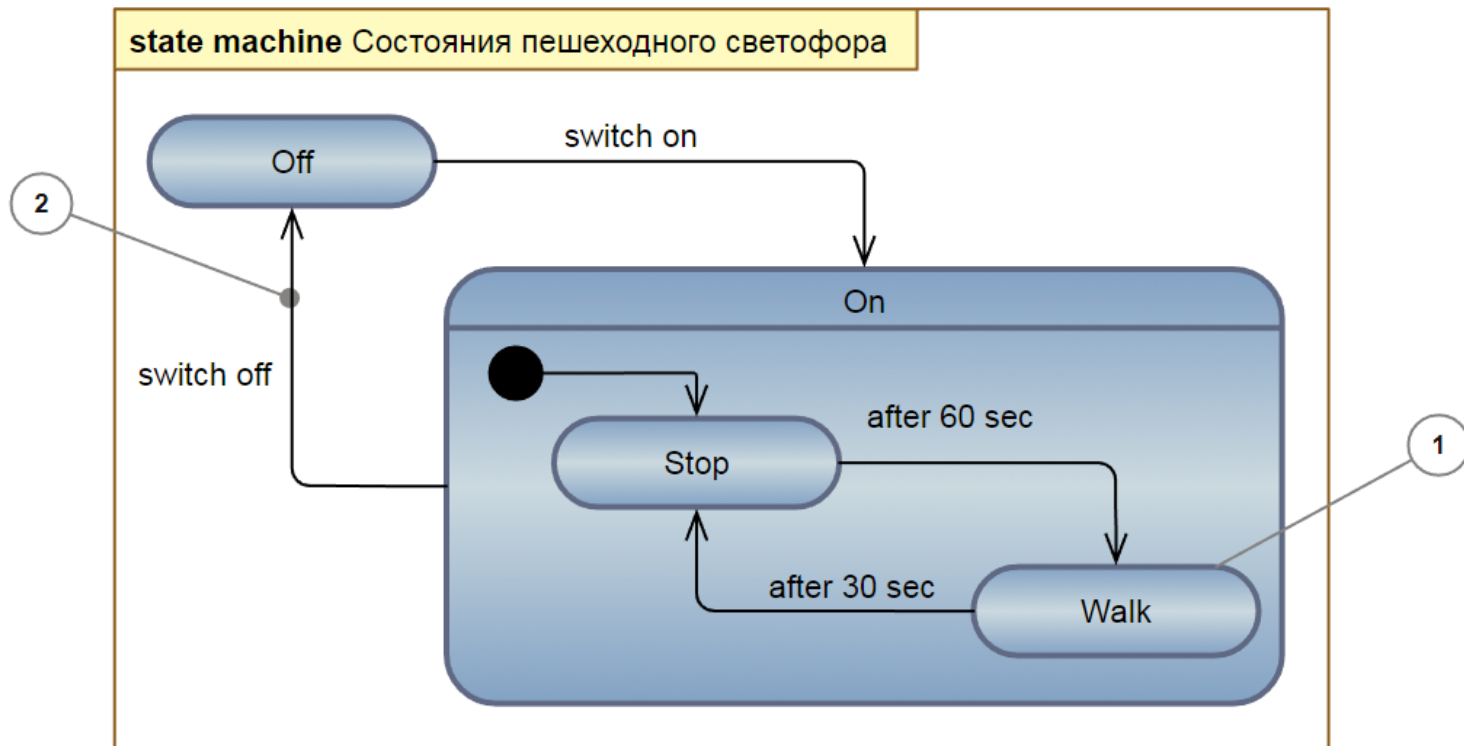 state machine Состояния пешеходного светофора
Off
switch on
2
On
switch off
after 60 sec
Stop
1
after 30 sec
Walk